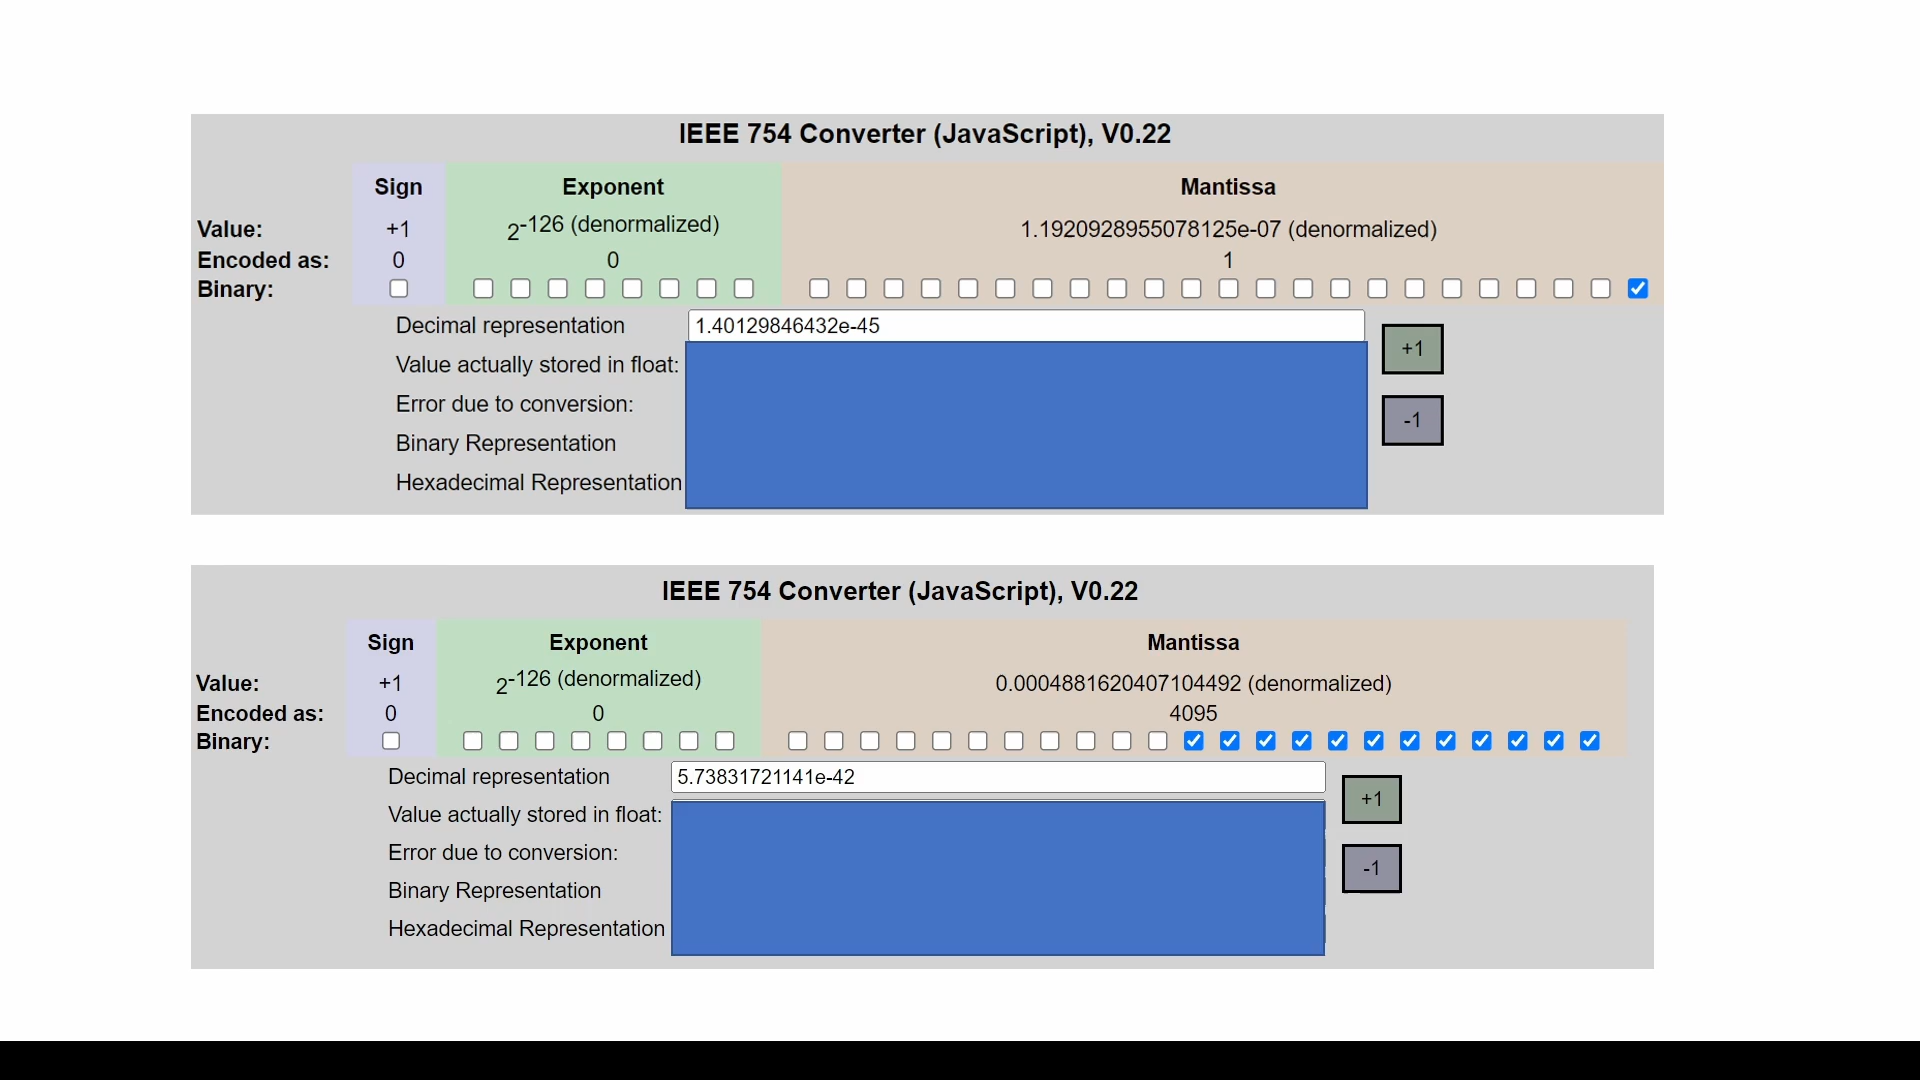 IEEE 754 Converter (JavaScript), V0.22
Sign Exponent Mantissa
Value: +1 2-126 (denormalized) 1.1920928955078125e-07 (denormalized)
Encoded as: 0 0 1
Binary:
Decimal representation 1.40129846432e-45
Value actually stored in float:
+1
Error due to conversion:
-1
Binary Representation
Hexadecimal Representation
IEEE 754 Converter (JavaScript), V0.22
Sign Exponent Mantissa
Value: +1 2-126 (denormalized) 0.0004881620407104492 (denormalized)
Encoded as: 0 0 4095
Binary:
Decimal representation 5.73831721141e-42
Value actually stored in float:
+1
Error due to conversion:
-1
Binary Representation
Hexadecimal Representation